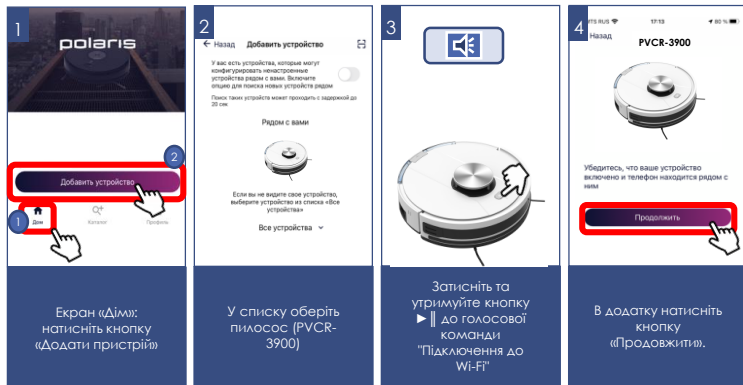 1
polaris
2
Добавить устройство
1
Дом
Каталог
Профиль
Екран «Дім»:
натисніть кнопку
«Додати пристрій»
2
← Назад Добавить устройство
У вас есть устройства, которые могут
конфигурировать ненастроенные
устройства рядом с вами. Включите
опцию для поиска новых устройств рядом
Поиск таких устройств может проходить с задержкой до
20 сек
Рядом с вами
Если вы не видите свое устройство,
выберите устройство из списка «Все
устройства»
Все устройства
У списку оберіть
пилосос (PVCR-
3900)
3
Затисніть та
утримуйте кнопку
►‖ до голосової
команди
"Підключення до
Wi-Fi"
4
MTS RUS 17:13 80 %
Назад
PVCR-3900
Убедитесь, что ваше устройство
включено и телефон находится рядом с
ним
Продолжить
В додатку натисніть
кнопку
«Продовжити».